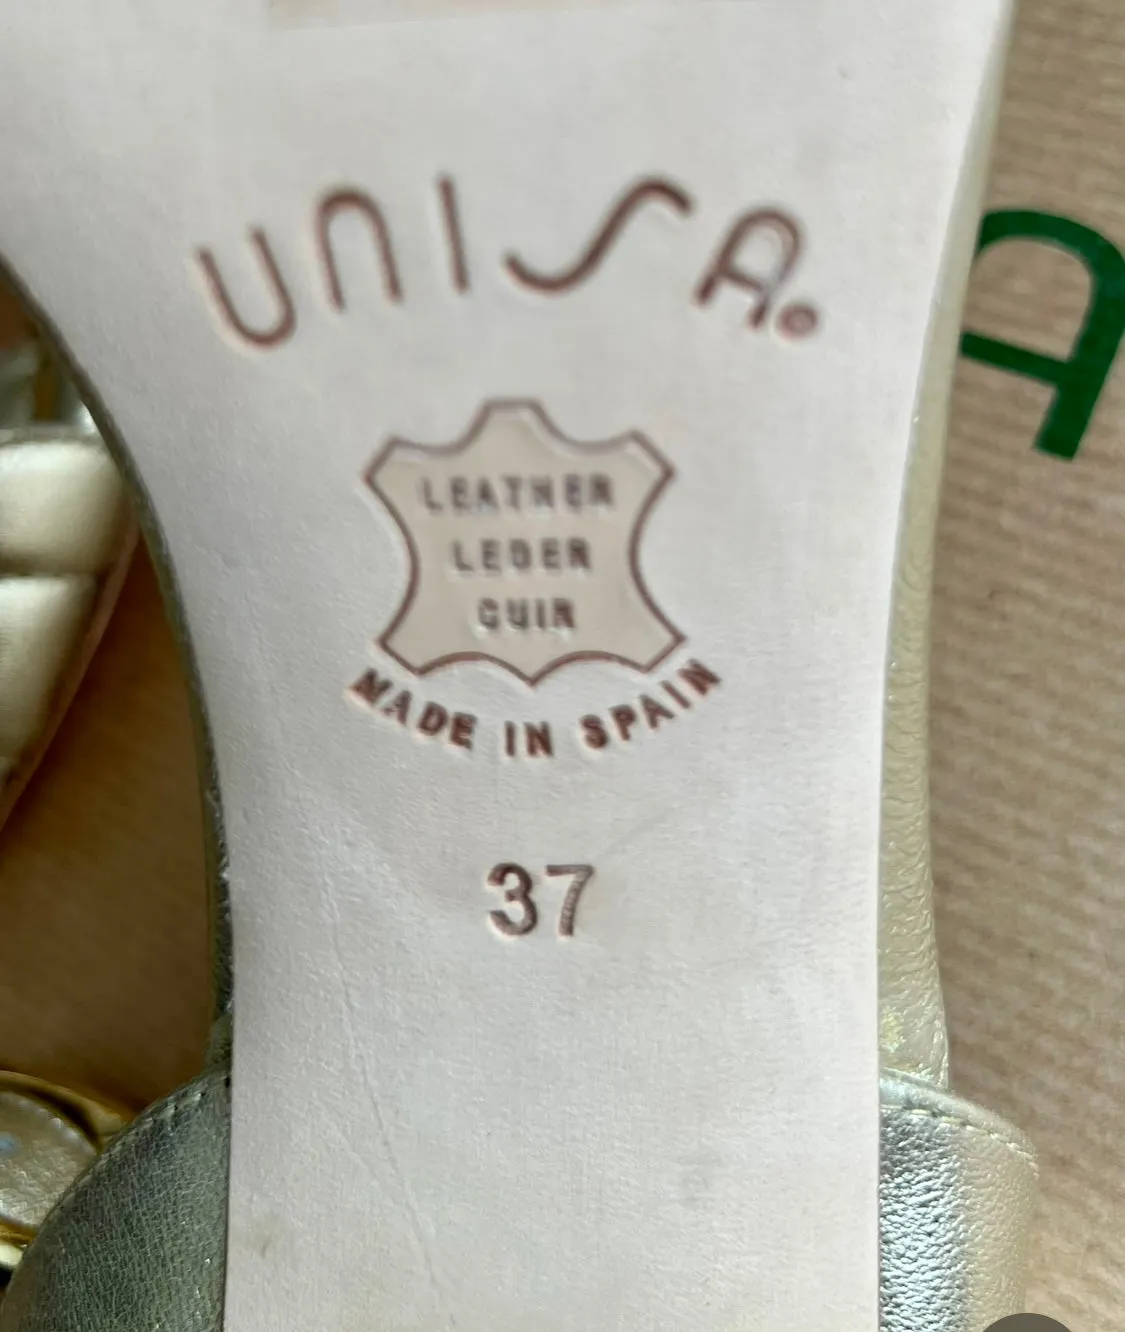 UNISA®
LEATHER
LEDER
CUIR
MADE IN SPAIN
37
A